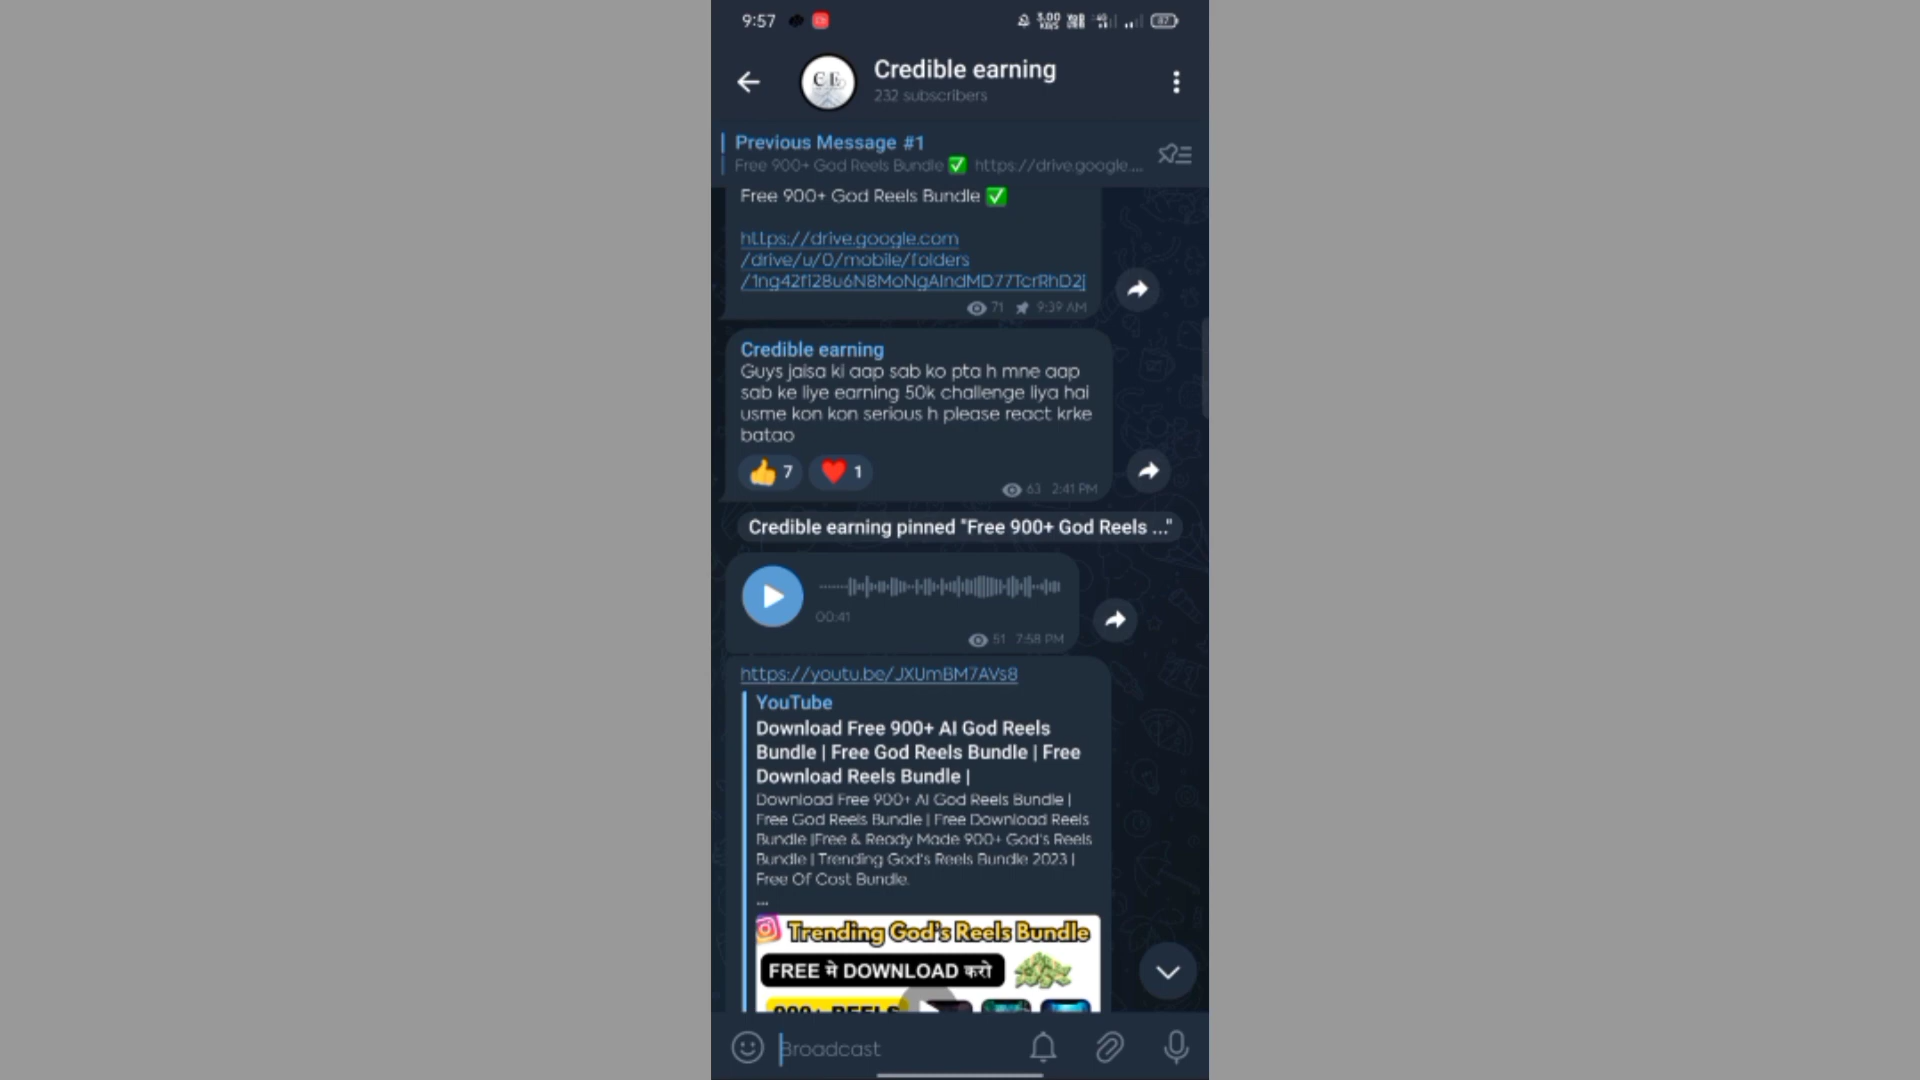 9:57
3.00
87
Credible earning
232 subscribers
Previous Message #1
Free 900+ God Reels Bundle ✅ https://drive.google....
Free 900+ God Reels Bundle ✅
https://drive.google.com
/drive/u/0/mobile/folders
Credible earning
Guys jaisa ki aap sab ko pta h mne aap
sab ke liye earning 50k challenge liya hai
usme kon kon serious h please react krke
batao
👍 7 ❤️ 1
63 2:41 PM
71 9:39 AM
Credible earning pinned "Free 900+ God Reels ..."
00:41
51 7:58 PM
https://youtu.be/JXUmBM7AVs8
YouTube
Download Free 900+ AI God Reels
Bundle | Free God Reels Bundle | Free
Download Reels Bundle |
Download Free 900+ AI God Reels Bundle |
Free God Reels Bundle | Free Download Reels
Bundle |Free & Ready Made 900+ God's Reels
Bundle | Trending God's Reels Bundle 2023 |
Free Of Cost Bundle.
...
Trending God's Reels Bundle
FREE मे DOWNLOAD करो
900+ REELS
Broadcast